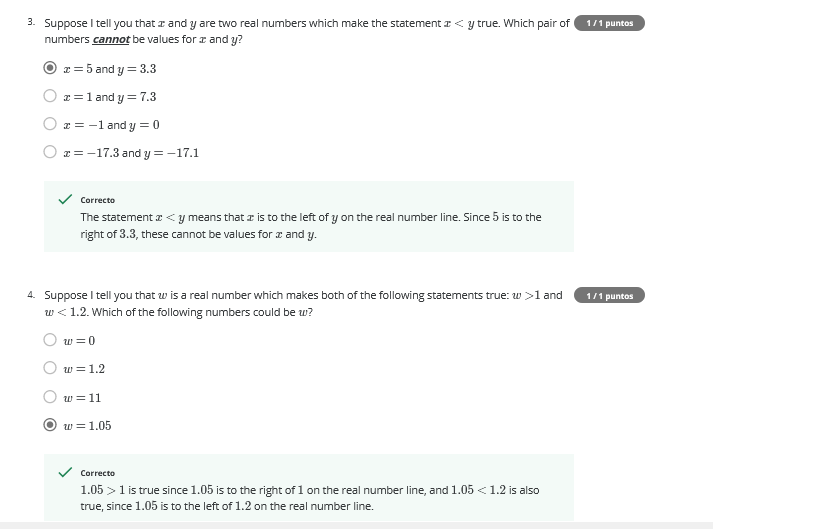 3. Suppose I tell you that x and y are two real numbers which make the statement x < y true. Which pair of
1 / 1 puntos
numbers cannot be values for x and y?
x = 5 and y = 3.3
x = 1 and y = 7.3
x = −1 and y = 0
x = −17.3 and y = −17.1
Correcto
The statement x < y means that x is to the left of y on the real number line. Since 5 is to the
right of 3.3, these cannot be values for x and y.
4. Suppose I tell you that w is a real number which makes both of the following statements true: w >1 and
1 / 1 puntos
w < 1.2. Which of the following numbers could be w?
w = 0
w = 1.2
w = 11
w = 1.05
Correcto
1.05 > 1 is true since 1.05 is to the right of 1 on the real number line, and 1.05 < 1.2 is also
true, since 1.05 is to the left of 1.2 on the real number line.